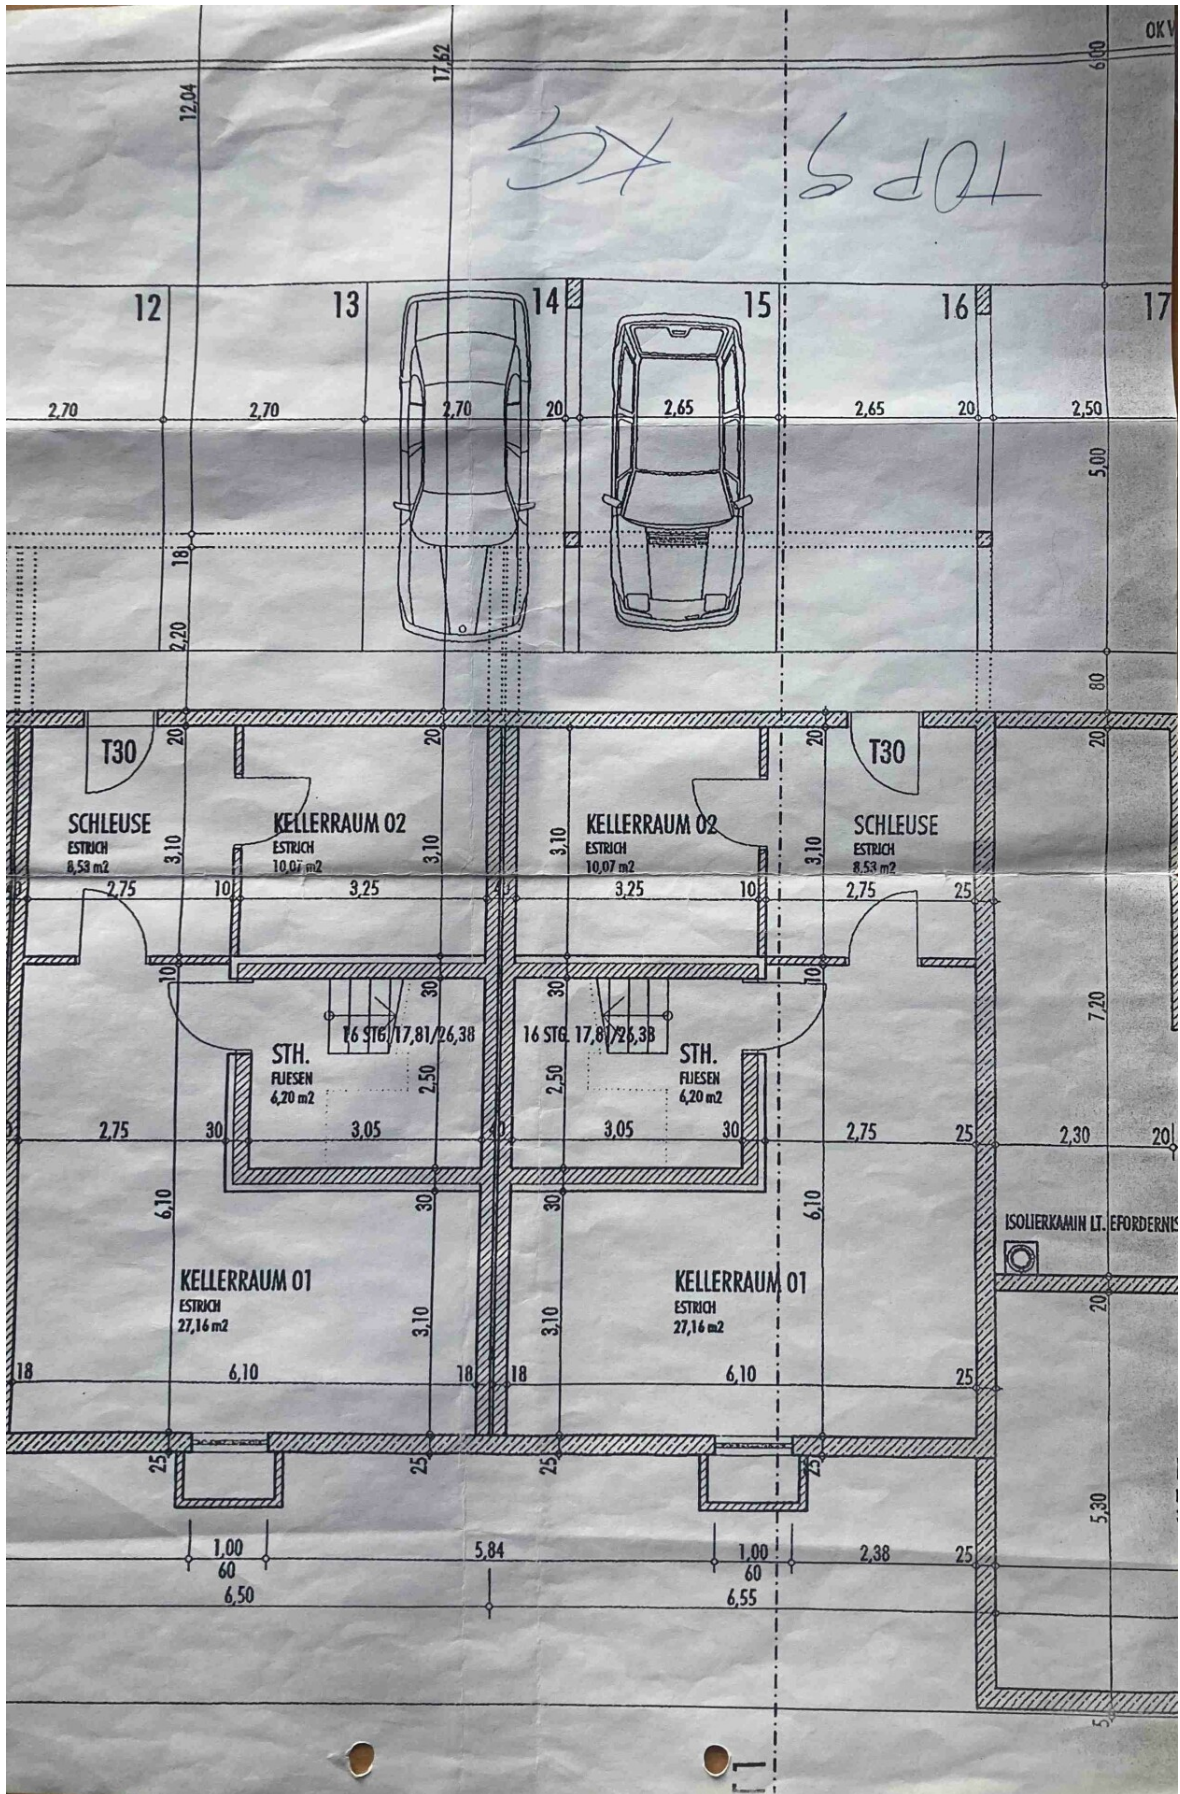 OK
6,00
17,62
12,04
TOP 9 KG
12 13 14 15 16 17
2,70 2,70 2,70 20 2,65 2,65 20 2,50
5,00
18
2,20
80
20 20 20 20
T30 T30
SCHLEUSE KELLERRAUM 02 KELLERRAUM 02 SCHLEUSE
ESTRICH ESTRICH ESTRICH ESTRICH
8,53 m2 10,07 m2 10,07 m2 8,53 m2
3,10 3,10 3,10 3,10
2,75 10 3,25 3,25 10 2,75 25
10 30 30 10
7,20
16 STG. 17,81/26,38 16 STG. 17,81/26,38
STH. STH.
FLIESEN FLIESEN
6,20 m2 6,20 m2
2,50 2,50
2,75 30 3,05 3,05 30 2,75 25 2,30 20
6,10 30 30 6,10
ISOLIERKAMIN LT. EFORDERNIS
KELLERRAUM 01 KELLERRAUM 01
ESTRICH ESTRICH
27,16 m2 27,16 m2
3,10 3,10
20
18 6,10 18 18 6,10 25
25 25 25 25
5,30
1,00 5,84 1,00 2,38 25
60 60
6,50 6,55